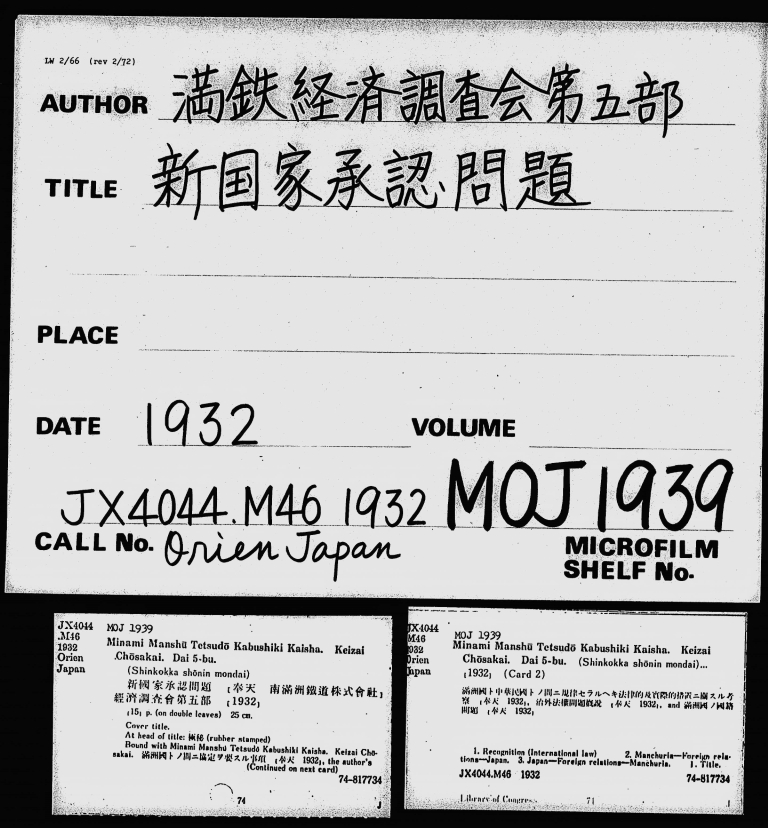 LW 2/66 (rev 2/72)
AUTHOR 満鉄経済調査会第五部
TITLE 新国家承認問題
PLACE
DATE 1932 VOLUME
JX4044.M46 1932 MOJ 1939
CALL No. Orien Japan MICROFILM
SHELF No.
JX4044 MOJ 1939
.M46 Minami Manshū Tetsudō Kabushiki Kaisha. Keizai
1932 Chōsakai. Dai 5-bu.
Orien (Shinkokka shōnin mondai)
Japan
新國家承認問題 [奉天 南滿洲鐵道株式會社]
經濟調查會第五部 [1932]
[15] p. (on double leaves) 25 cm.
Cover title.
At head of title: 極秘 (rubber stamped)
Bound with Minami Manshu Tetsudō Kabushiki Kaisha. Keizai Chō-
sakai. 滿洲國トノ間ニ協定ヲ要スル事項 [奉天 1932], the author's
(Continued on next card)
74-817734
74
J
JX4044 MOJ 1939
M46 Minami Manshū Tetsudō Kabushiki Kaisha. Keizai
932 Chōsakai. Dai 5-bu. (Shinkokka shōnin mondai)...
Orien [1932] (Card 2)
Japan
滿洲國ト中華民國トノ間ニ規律セラルヘキ法律的及實際的措置ニ關スル考
察 [奉天 1932], 治外法權問題概說 [奉天 1932], and 滿洲國ノ國籍
問題 [奉天 1932]
1. Recognition (International law) 2. Manchuria—Foreign rela-
tions—Japan. 3. Japan—Foreign relations—Manchuria. I. Title.
JX4044.M46 1932 74-817734
Library of Congress 74 J